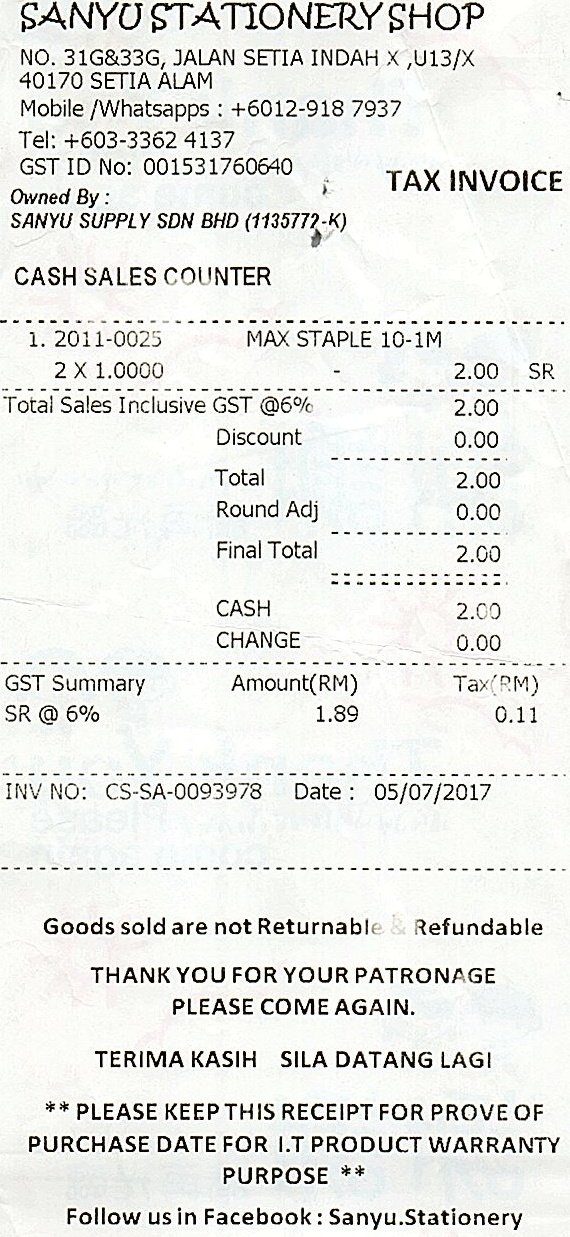 SANYU STATIONERY SHOP
NO. 31G&33G, JALAN SETIA INDAH X ,U13/X
40170 SETIA ALAM
Mobile /Whatsapps : +6012-918 7937
Tel: +603-3362 4137
GST ID No: 001531760640
TAX INVOICE
Owned By :
SANYU SUPPLY SDN BHD (1135772-K)
CASH SALES COUNTER
1. 2011-0025 MAX STAPLE 10-1M
2 X 1.0000 - 2.00 SR
Total Sales Inclusive GST @6% 2.00
Discount 0.00
Total 2.00
Round Adj 0.00
Final Total 2.00
CASH 2.00
CHANGE 0.00
GST Summary Amount(RM) Tax(RM)
SR @ 6% 1.89 0.11
INV NO: CS-SA-0093978 Date : 05/07/2017
Goods sold are not Returnable & Refundable
THANK YOU FOR YOUR PATRONAGE
PLEASE COME AGAIN.
TERIMA KASIH SILA DATANG LAGI
** PLEASE KEEP THIS RECEIPT FOR PROVE OF
PURCHASE DATE FOR I.T PRODUCT WARRANTY
PURPOSE **
Follow us in Facebook : Sanyu.Stationery